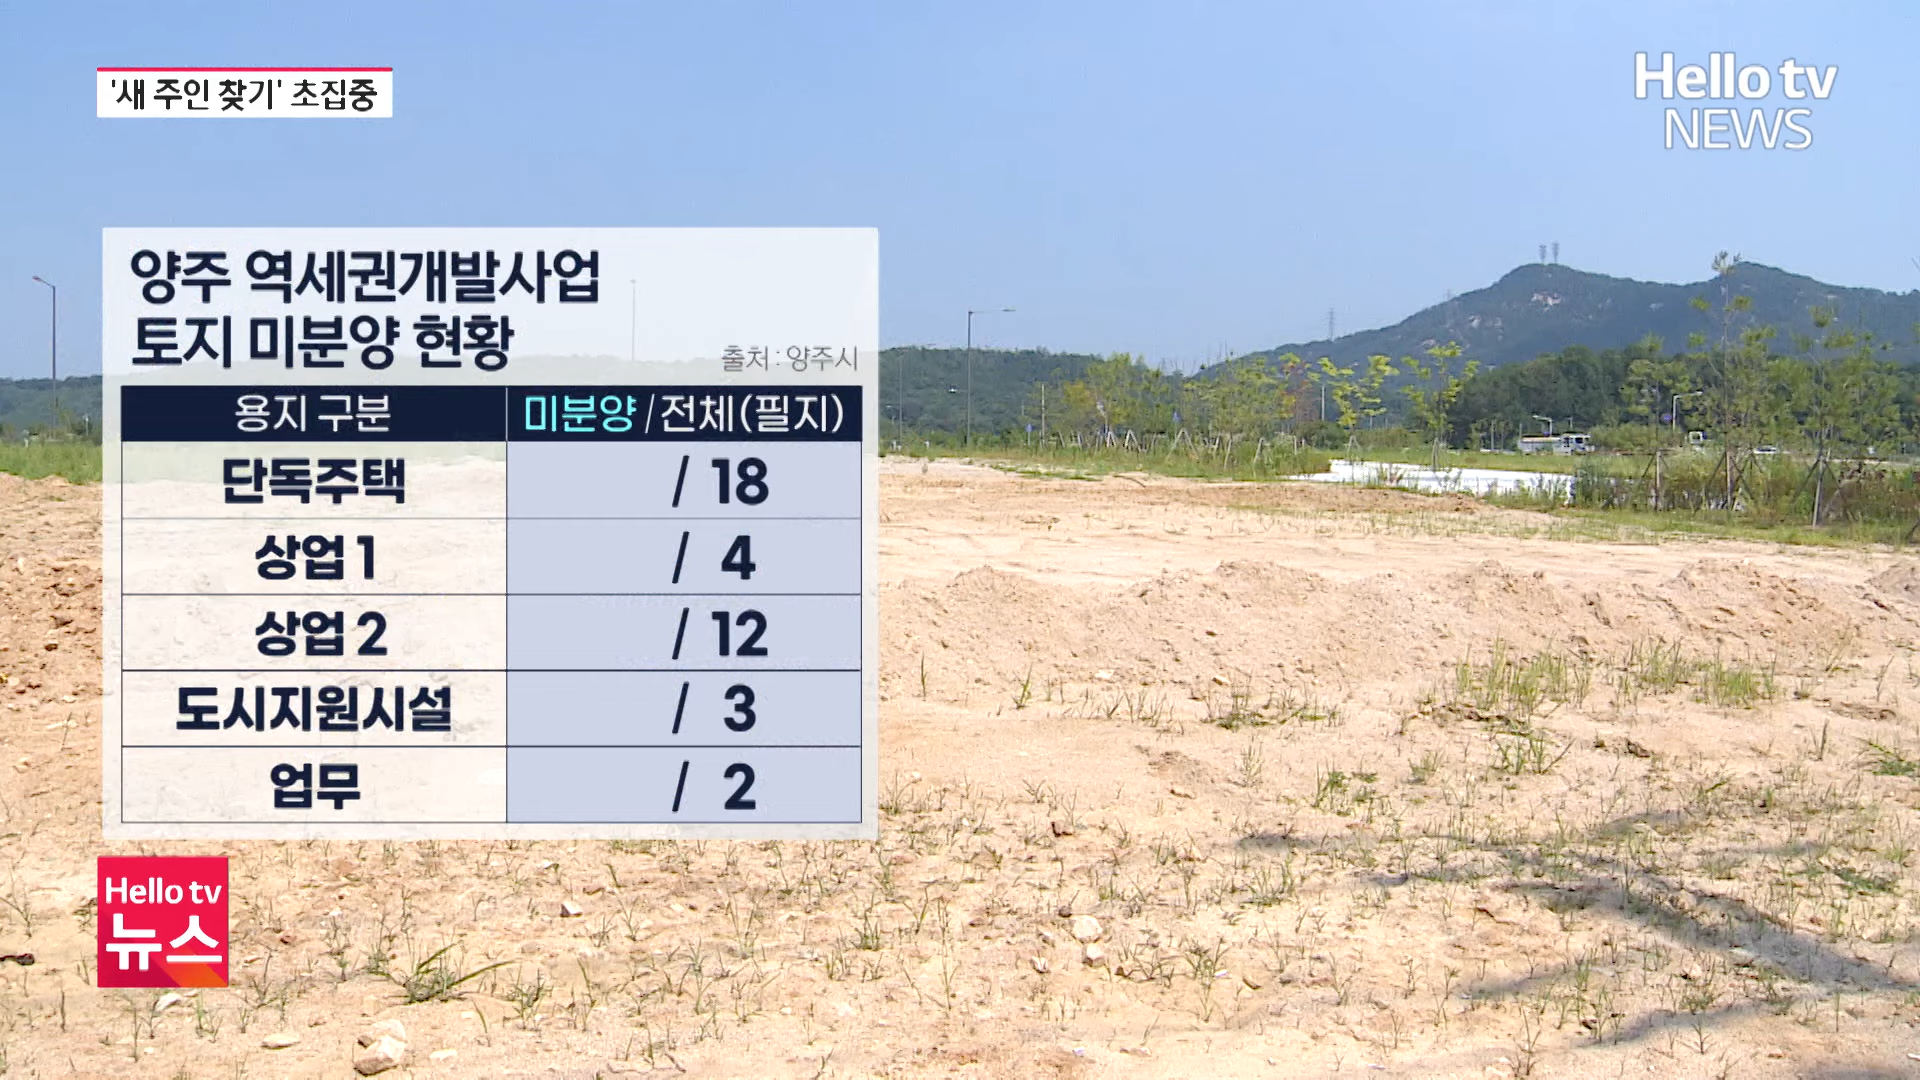 '새 주인 찾기' 초집중
Hello tv
NEWS
양주 역세권개발사업
토지 미분양 현황
출처 : 양주시
용지 구분 미분양/전체(필지)
단독주택 / 18
상업 1 / 4
상업 2 / 12
도시지원시설 / 3
업무 / 2
Hello tv
뉴스